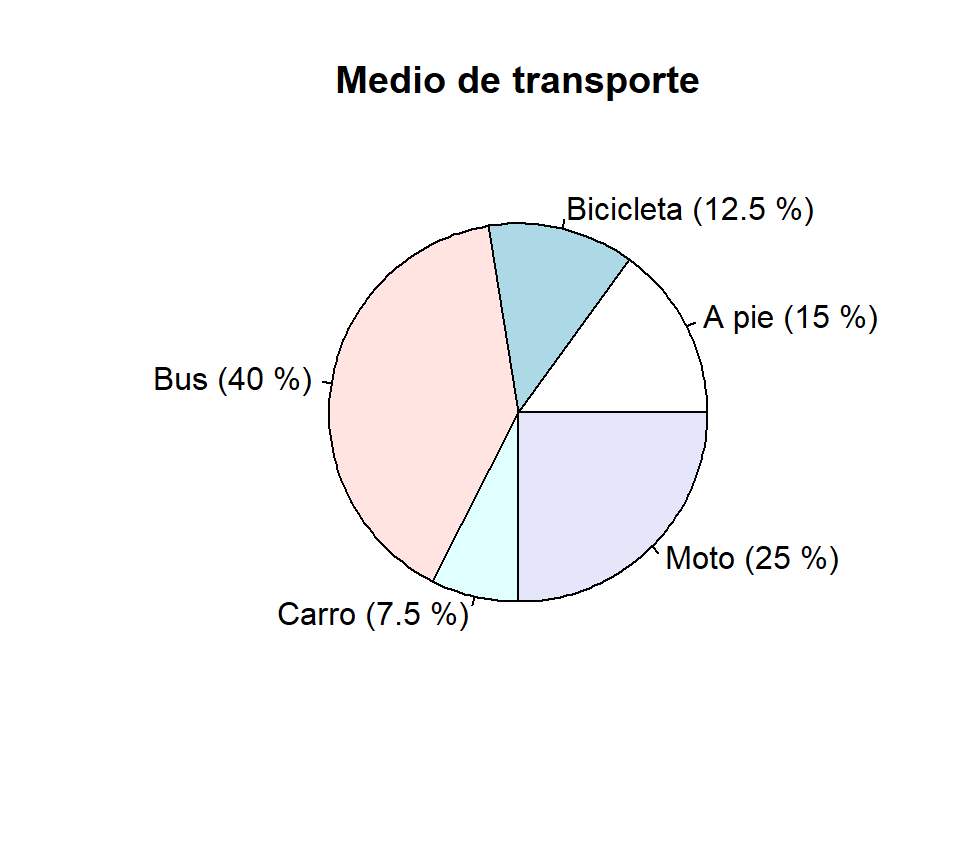 Medio de transporte
Bicicleta (12.5 %)
A pie (15 %)
Bus (40 %)
Moto (25 %)
Carro (7.5 %)